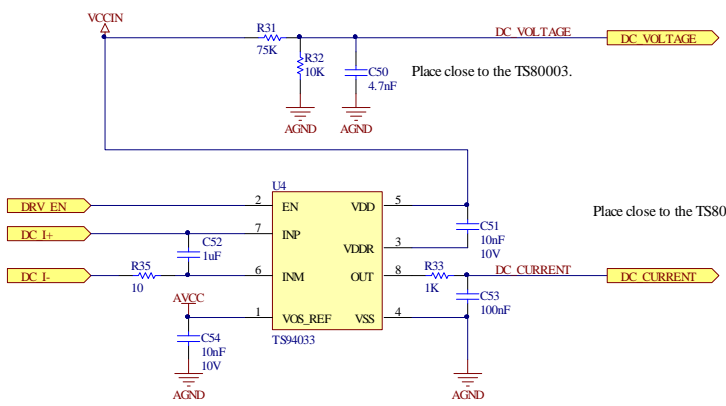 VCCIN
R31
75K
R32
10K
C50
4.7nF
DC_VOLTAGE
DC_VOLTAGE
Place close to the TS80003.
AGND
AGND
U4
DRV_EN
2
EN
VDD
5
DC_I+
7
INP
C52
1uF
VDDR
3
C51
10nF
10V
Place close to the TS80
DC_I-
R35
10
6
INM
OUT
8
R33
1K
DC_CURRENT
DC_CURRENT
C53
100nF
AVCC
1
VOS_REF
VSS
4
TS94033
C54
10nF
10V
AGND
AGND